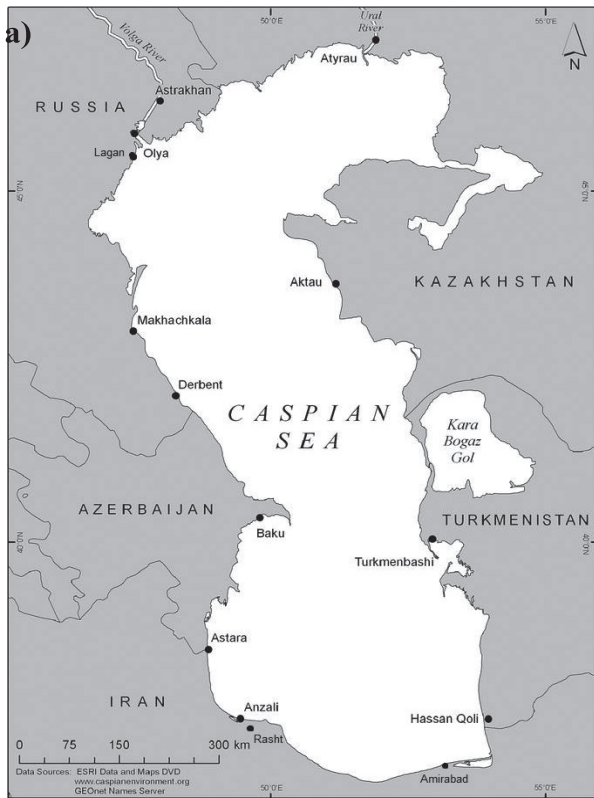 a)
50°0'E
55°0'E
Volga River
Ural
River
N
Atyrau
Astrakhan
RUSSIA
Lagan
Olya
45°0'N
45°0'N
KAZAKHSTAN
Aktau
Makhachkala
Derbent
CASPIAN
SEA
Kara
Bogaz
Gol
AZERBAIJAN
TURKMENISTAN
Baku
40°0'N
40°0'N
Turkmenbashi
Astara
IRAN
Anzali
Hassan Qoli
Rasht
0 75 150 300 km
Amirabad
Data Sources: ESRI Data and Maps DVD
www.caspianenvironment.org
GEOnet Names Server
50°0'E
55°0'E